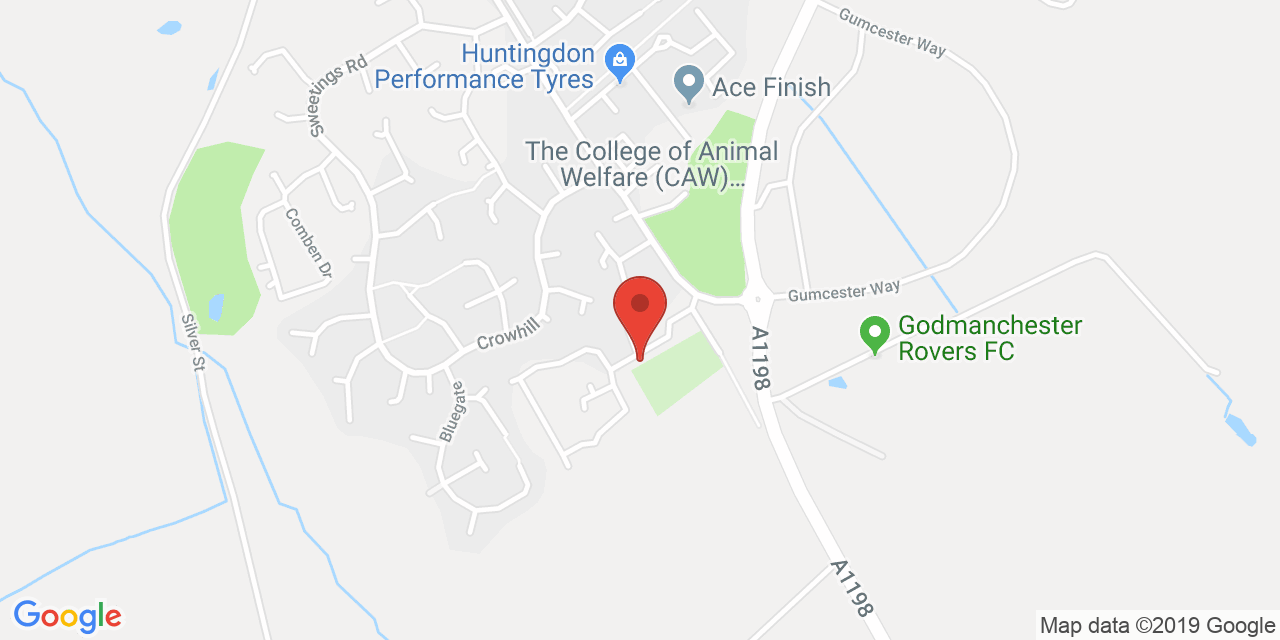 Gumcester Way
Huntingdon
Performance Tyres
Ace Finish
Sweetings Rd
The College of Animal
Welfare (CAW)...
Comben Dr
Gumcester Way
Silver St
Crowhill
Godmanchester
Rovers FC
A1198
Bluegate
A1198
Google
Map data ©2019 Google